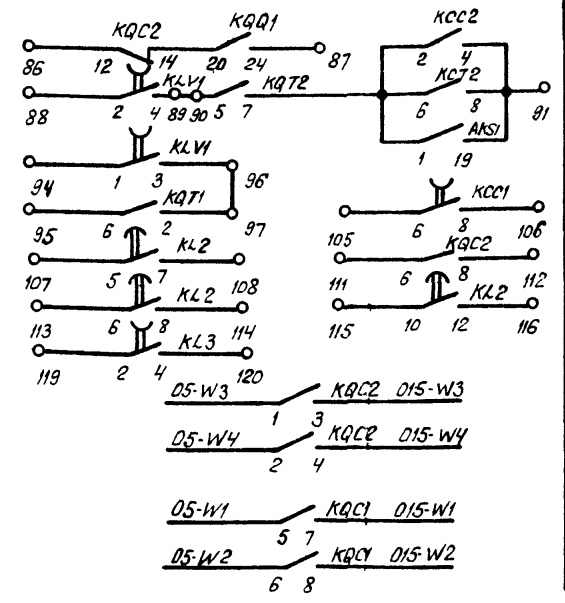 KQC2 KQQ1 KCC2
86 12 14 20 24 87 2 4
KLV1 KQT2 KCT2
88 2 4 89 90 5 7 6 8 91
AKS1
1 19
KLV1
94 1 3 96
KQT1 KCC1
95 6 2 97 105 6 8 106
KL2 KQC2
107 5 7 108 111 6 8 112
KL2 KL2
113 6 8 114 115 10 12 116
KL3
119 2 4 120
05-W3 KQC2 015-W3
1 3
05-W4 KQC2 015-W4
2 4
05-W1 KQC1 015-W1
5 7
05-W2 KQC1 015-W2
6 8